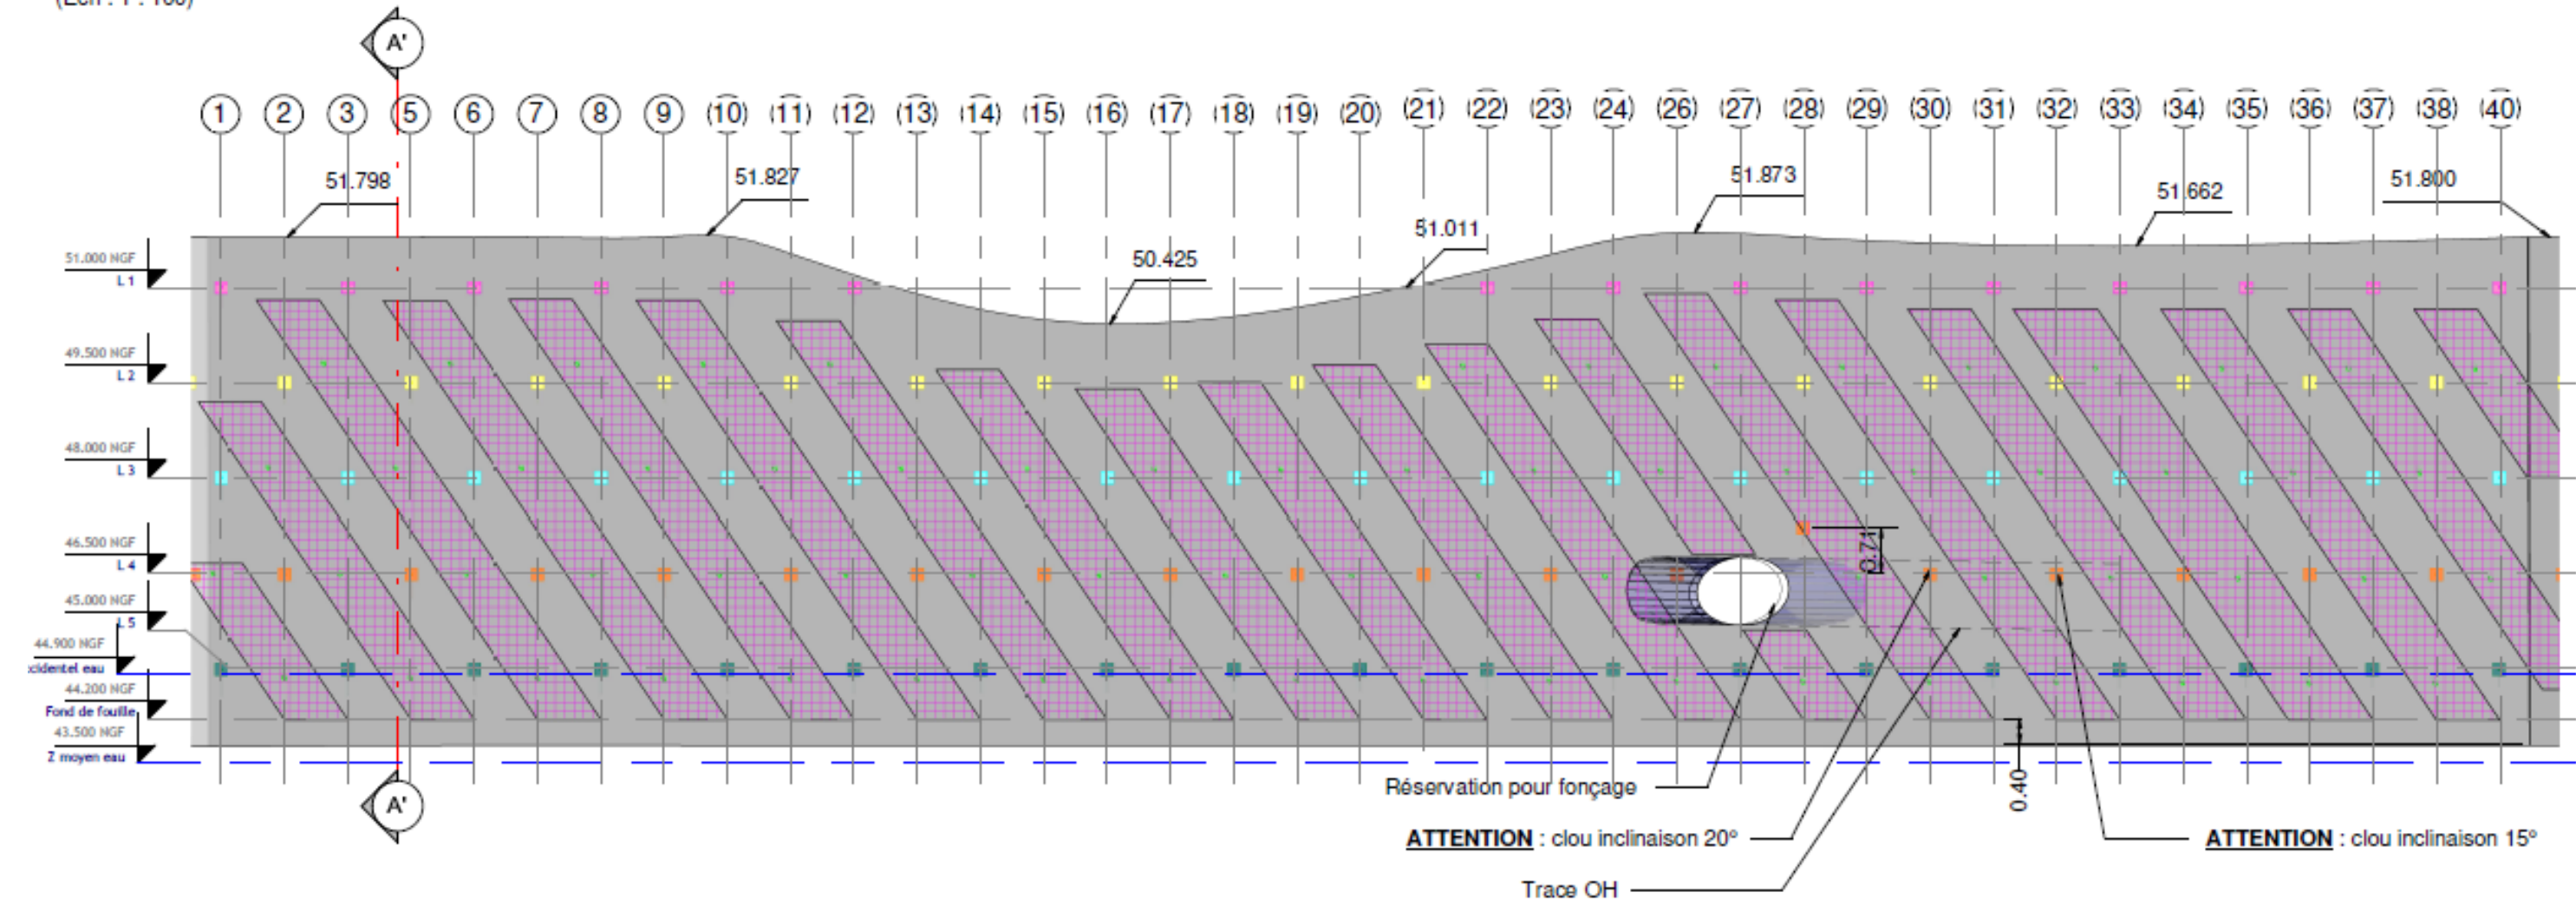 A'
1 2 3 5 6 7 8 9 (10) (11) (12) (13) (14) (15) (16) (17) (18) (19) (20) (21) (22) (23) (24) (26) (27) (28) (29) (30) (31) (32) (33) (34) (35) (36) (37) (38) (40)
51.798
51.827
50.425
51.011
51.873
51.662
51.800
51.000 NGF
L 1
49.500 NGF
L 2
48.000 NGF
L 3
46.500 NGF
L 4
0.71
45.000 NGF
L 5
44.900 NGF
cidentel eau
44.200 NGF
Fond de fouille
43.500 NGF
Z moyen eau
0.40
A'
Réservation pour fonçage
ATTENTION : clou inclinaison 20°
ATTENTION : clou inclinaison 15°
Trace OH